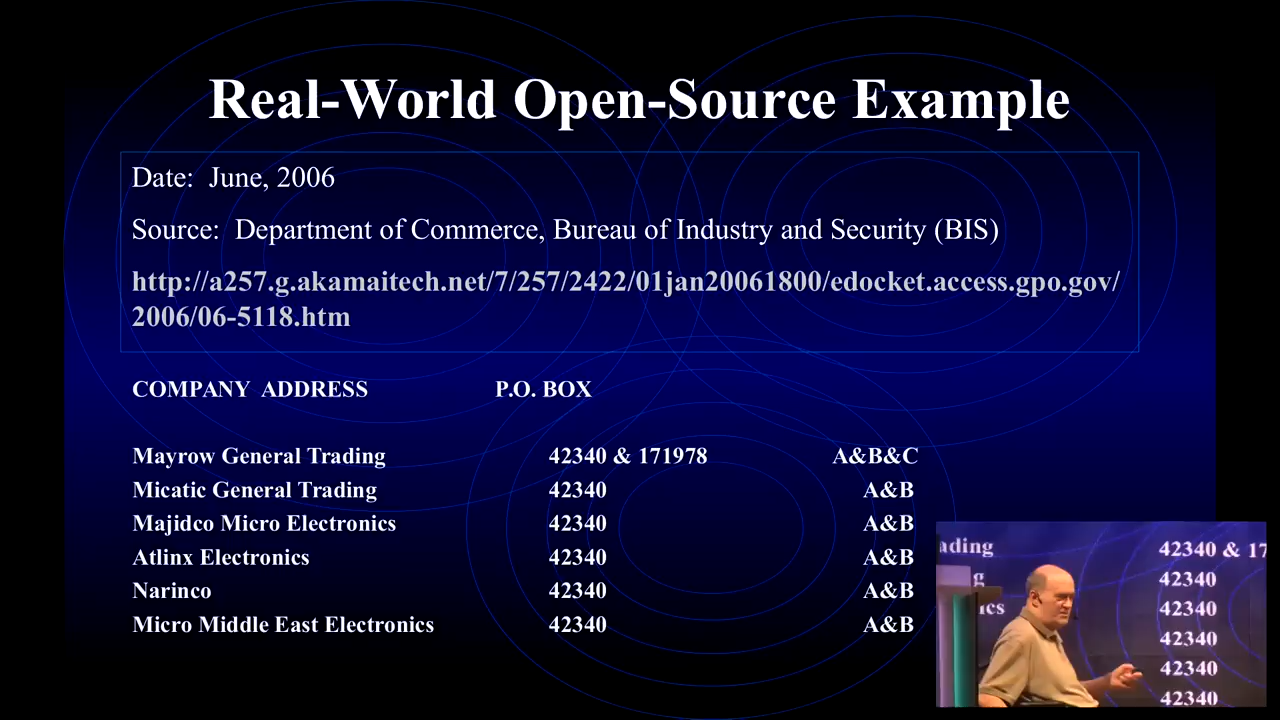 Real-World Open-Source Example
Date: June, 2006
Source: Department of Commerce, Bureau of Industry and Security (BIS)
http://a257.g.akamaitech.net/7/257/2422/01jan20061800/edocket.access.gpo.gov/
2006/06-5118.htm
COMPANY ADDRESS P.O. BOX
Mayrow General Trading 42340 & 171978 A&B&C
Micatic General Trading 42340 A&B
Majidco Micro Electronics 42340 A&B
Atlinx Electronics 42340 A&B
Narinco 42340 A&B
Micro Middle East Electronics 42340 A&B
ading 42340 & 17
g 42340
ics 42340
42340
42340
42340